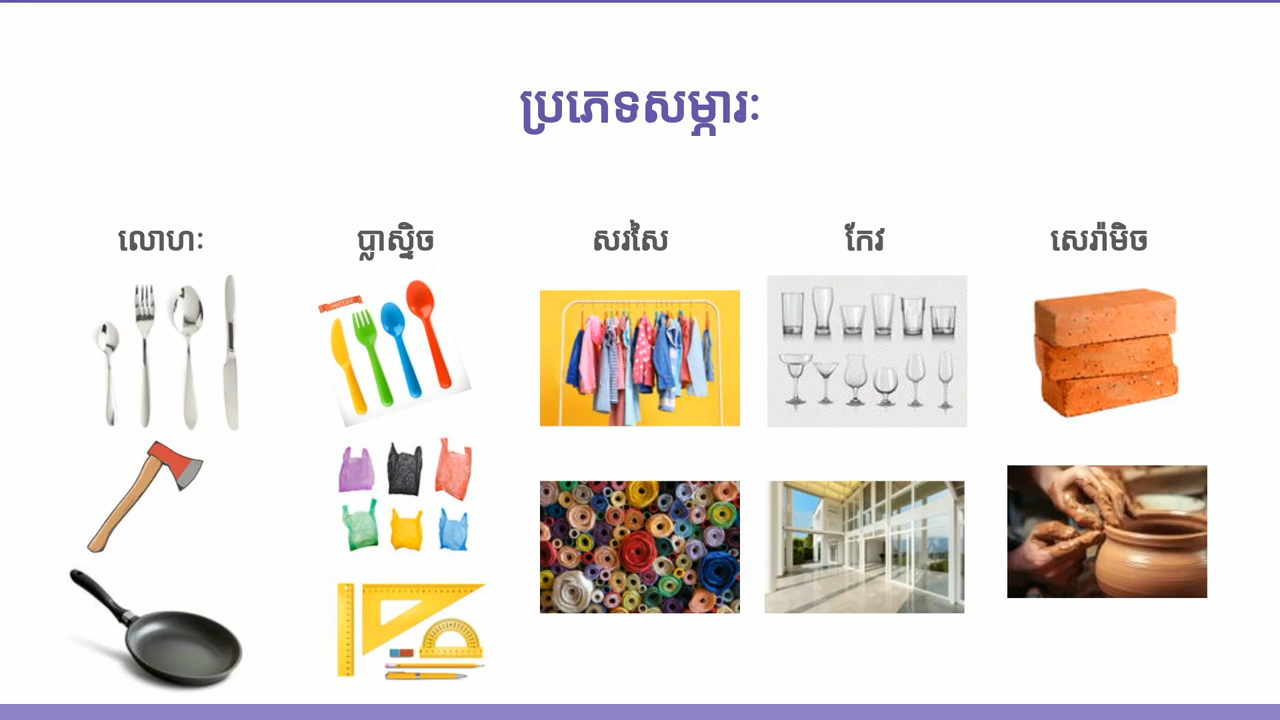 ប្រភេទសម្ភារៈ
លោហៈ
ប្លាស្ទិច
សរសៃ
កែវ
សេរ៉ាមិច